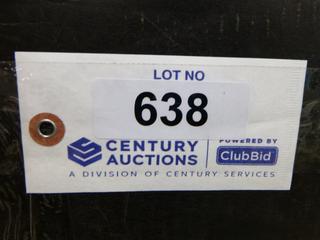 LOT NO
638
CENTURY AUCTIONS
POWERED BY
ClubBid
A DIVISION OF CENTURY SERVICES